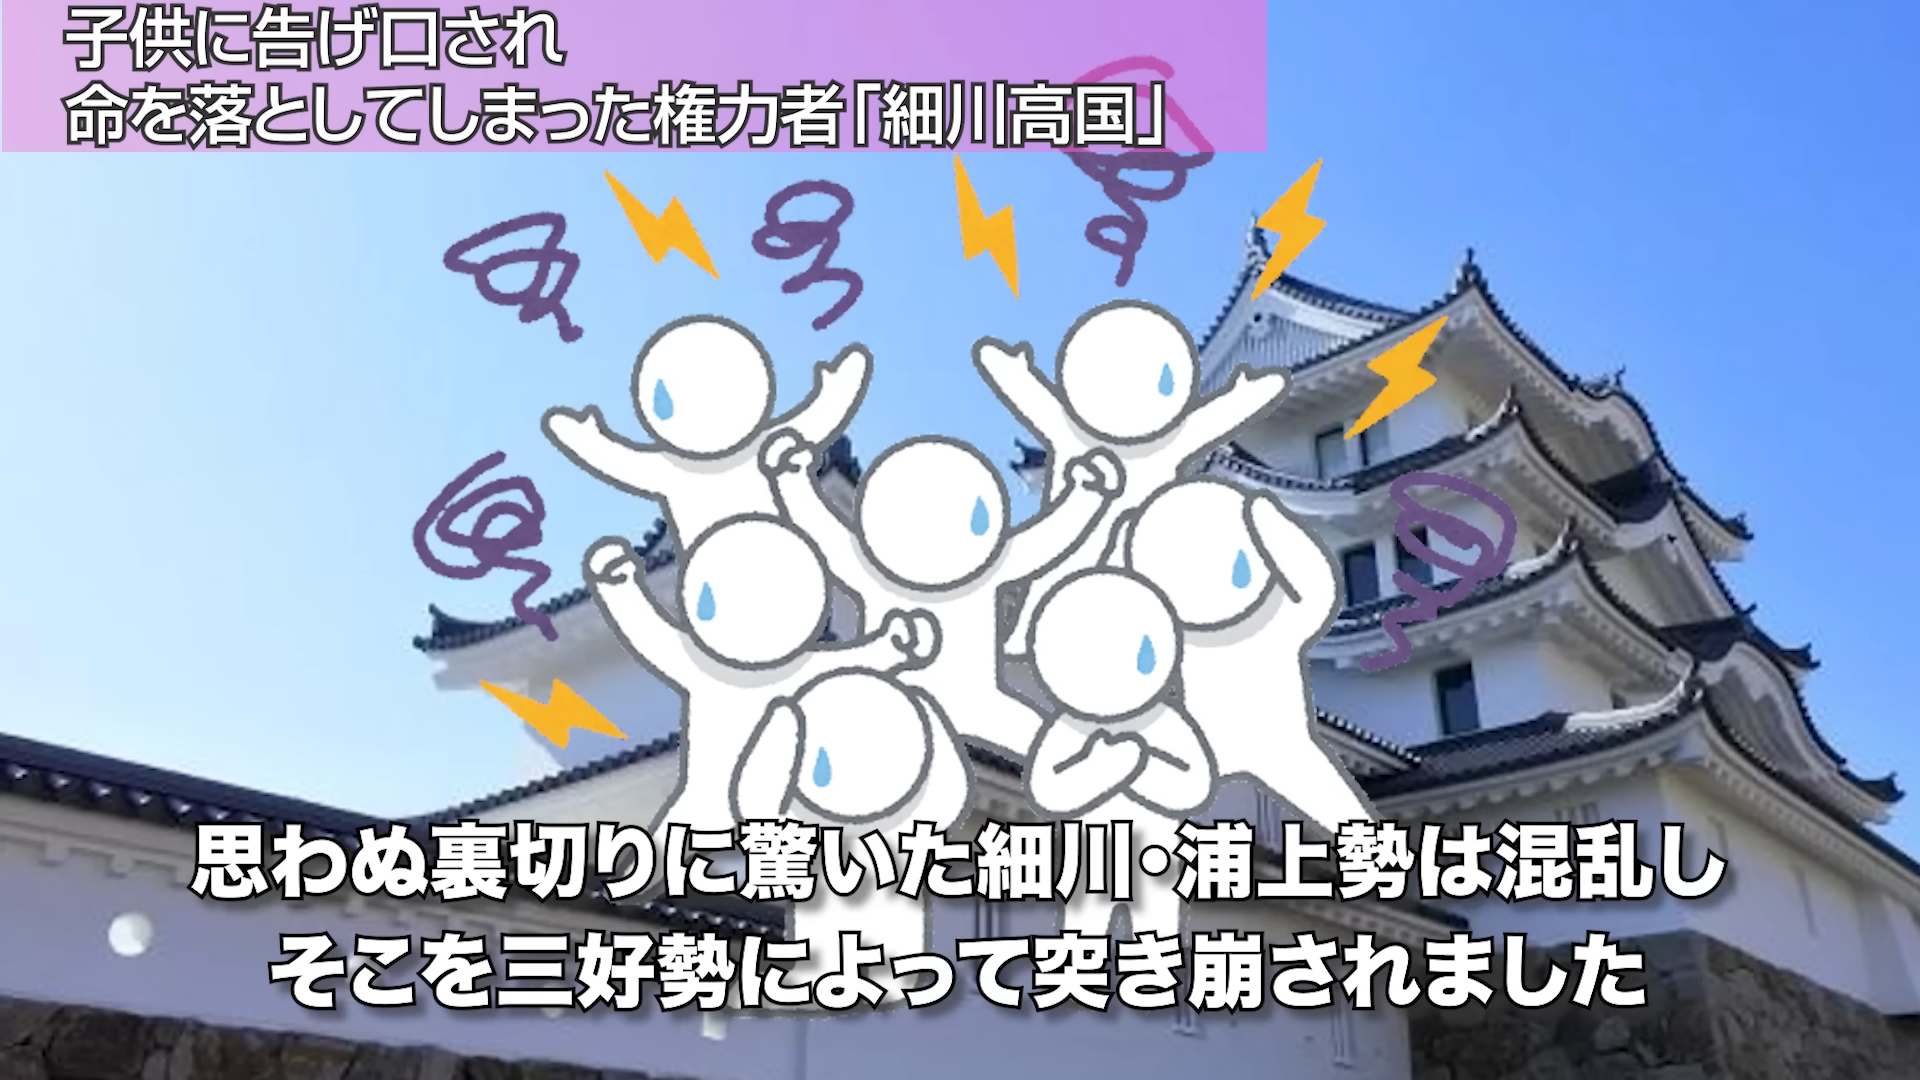 子供に告げ口され
命を落としてしまった権力者「細川高国」
思わぬ裏切りに驚いた細川・浦上勢は混乱し
そこを三好勢によって突き崩されました